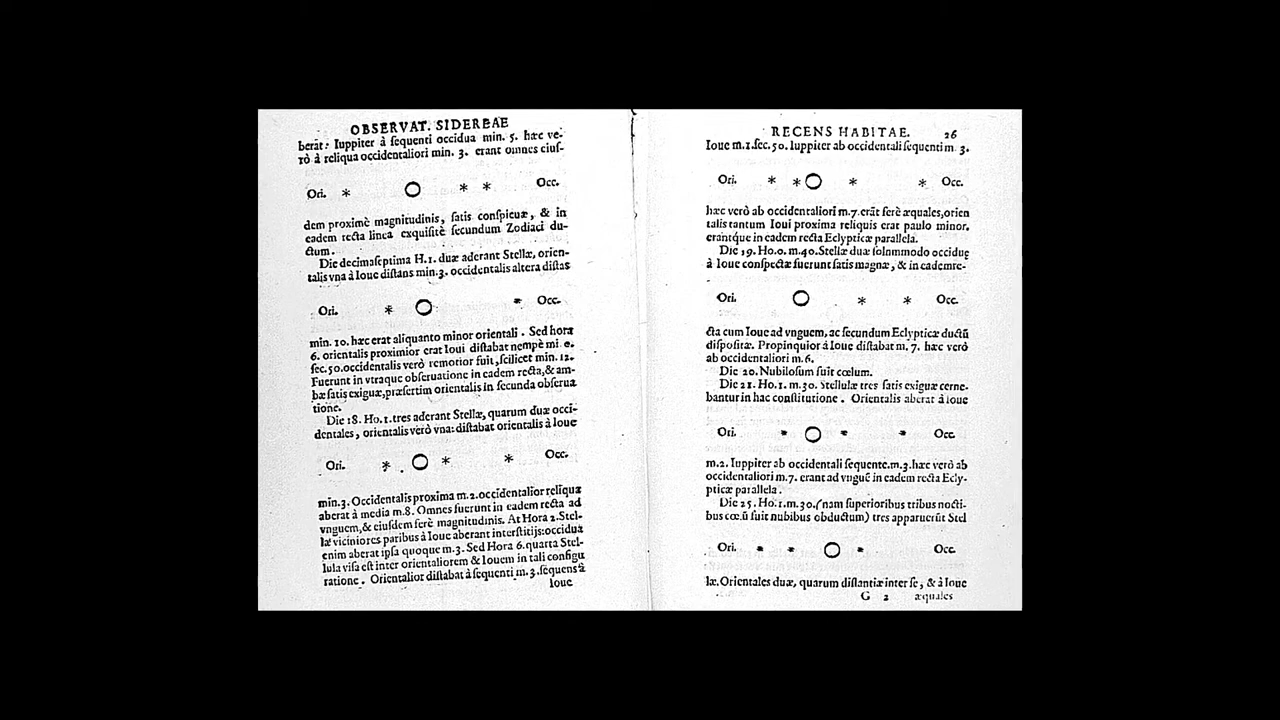 OBSERVAT. SIDEREAE
berat: Iuppiter à sequenti occidua min. 5. hæc ve-
rò à reliqua occidentaliori min. 3. erant omnes eius-
Ori. * O * * Occ.
dem proximè magnitudinis, satis conspicuæ, & in
eadem recta linea exquisitè secundum Zodiaci du-
ctum.
Die decimaseptima H. 1. duæ aderant Stellæ, orien-
talis vna à Ioue distans min. 3. occidentalis altera distãs
Ori. * O * Occ.
min. 10. hæc erat aliquanto minor orientali. Sed hora
6. orientalis proximior erat Ioui distabat nempè mi. o.
sec. 50. occidentalis verò remotior fuit, scilicet min. 12.
Fuerunt in vtraque obseruatione in eadem recta, & am-
bæ satis exiguæ, præsertim orientalis in secunda obserua
tione.
Die 18. Ho. 1. tres aderant Stellæ, quarum duæ occi-
dentales, orientalis verò vna: distabat orientalis à Ioue
Ori. * O * * Occ.
min. 3. Occidentalis proxima m. 2. occidentalior reliqua
aberat à media m. 8. Omnes fuerunt in eadem recta ad
vnguem, & eiusdem ferè magnitudinis. At Hora 2. Stel-
læ viciniores paribus à Ioue aberant interstitijs: occidua
enim aberat ipsa quoque m. 3. Sed Hora 6. quarta Stel-
lula visa est inter orientaliorem & Iouem in tali configu
ratione. Orientalior distabat à sequenti m. 3. sequens à
Ioue
RECENS HABITAE. 26
Ioue m. 1. sec. 50. Iuppiter ab occidentali sequenti m 3.
Ori. * * O * * Occ.
hæc verò ab occidentaliori m. 7. erãt ferè æquales, orien
talis tantum Ioui proxima reliquis erat paulo minor,
erantque in eadem recta Eclypticæ parallela.
Die 19. Ho. 0. m. 40. Stellæ duæ solummodo occiduę
à Ioue conspectæ fuerunt satis magnæ, & in eadem re-
Ori. O * * Occ.
cta cum Ioue ad vnguem, ac secundum Eclypticæ ductũ
dispositæ. Propinquior à Ioue distabat m. 7. hæc verò
ab occidentaliori m. 6.
Die 20. Nubilosum fuit cœlum.
Die 21. Ho. 1. m. 30. Stellulæ tres satis exiguæ cerne-
bantur in hac constitutione. Orientalis aberat à Ioue
Ori. * O * * Occ.
m. 2. Iuppiter ab occidentali sequente. m. 3. hæc verò ab
occidentaliori m. 7. erant ad vnguẽ in eadem recta Ecly-
pticæ parallela.
Die 25. Ho. 1. m. 30. (nam superioribus tribus nocti-
bus cœlũ fuit nubibus obductum) tres apparuerũt Stel
Ori. * * O * Occ.
læ. Orientales duæ, quarum distantiæ inter se, & à Ioue
G 2 æquales